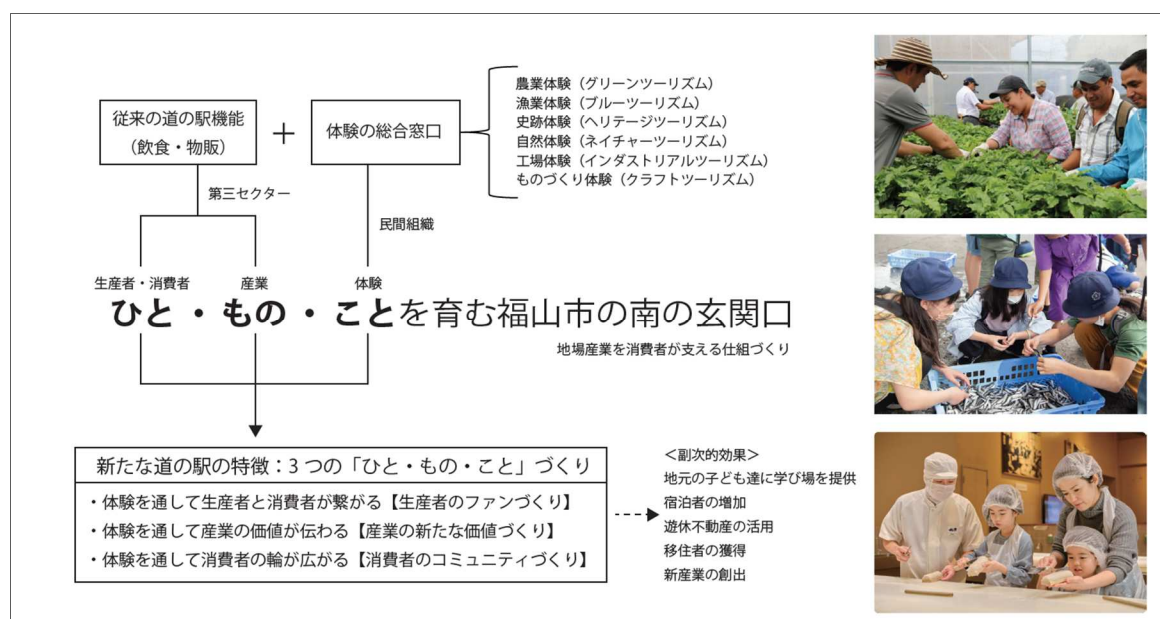 従来の道の駅機能
（飲食・物販）
＋
体験の総合窓口
農業体験（グリーンツーリズム）
漁業体験（ブルーツーリズム）
史跡体験（ヘリテージツーリズム）
自然体験（ネイチャーツーリズム）
工場体験（インダストリアルツーリズム）
ものづくり体験（クラフトツーリズム）
第三セクター
民間組織
生産者・消費者
産業
体験
ひと・もの・ことを育む福山市の南の玄関口
地場産業を消費者が支える仕組づくり
新たな道の駅の特徴：3つの「ひと・もの・こと」づくり
・体験を通して生産者と消費者が繋がる【生産者のファンづくり】
・体験を通して産業の価値が伝わる【産業の新たな価値づくり】
・体験を通して消費者の輪が広がる【消費者のコミュニティづくり】
＜副次的効果＞
地元の子ども達に学び場を提供
宿泊者の増加
遊休不動産の活用
移住者の獲得
新産業の創出